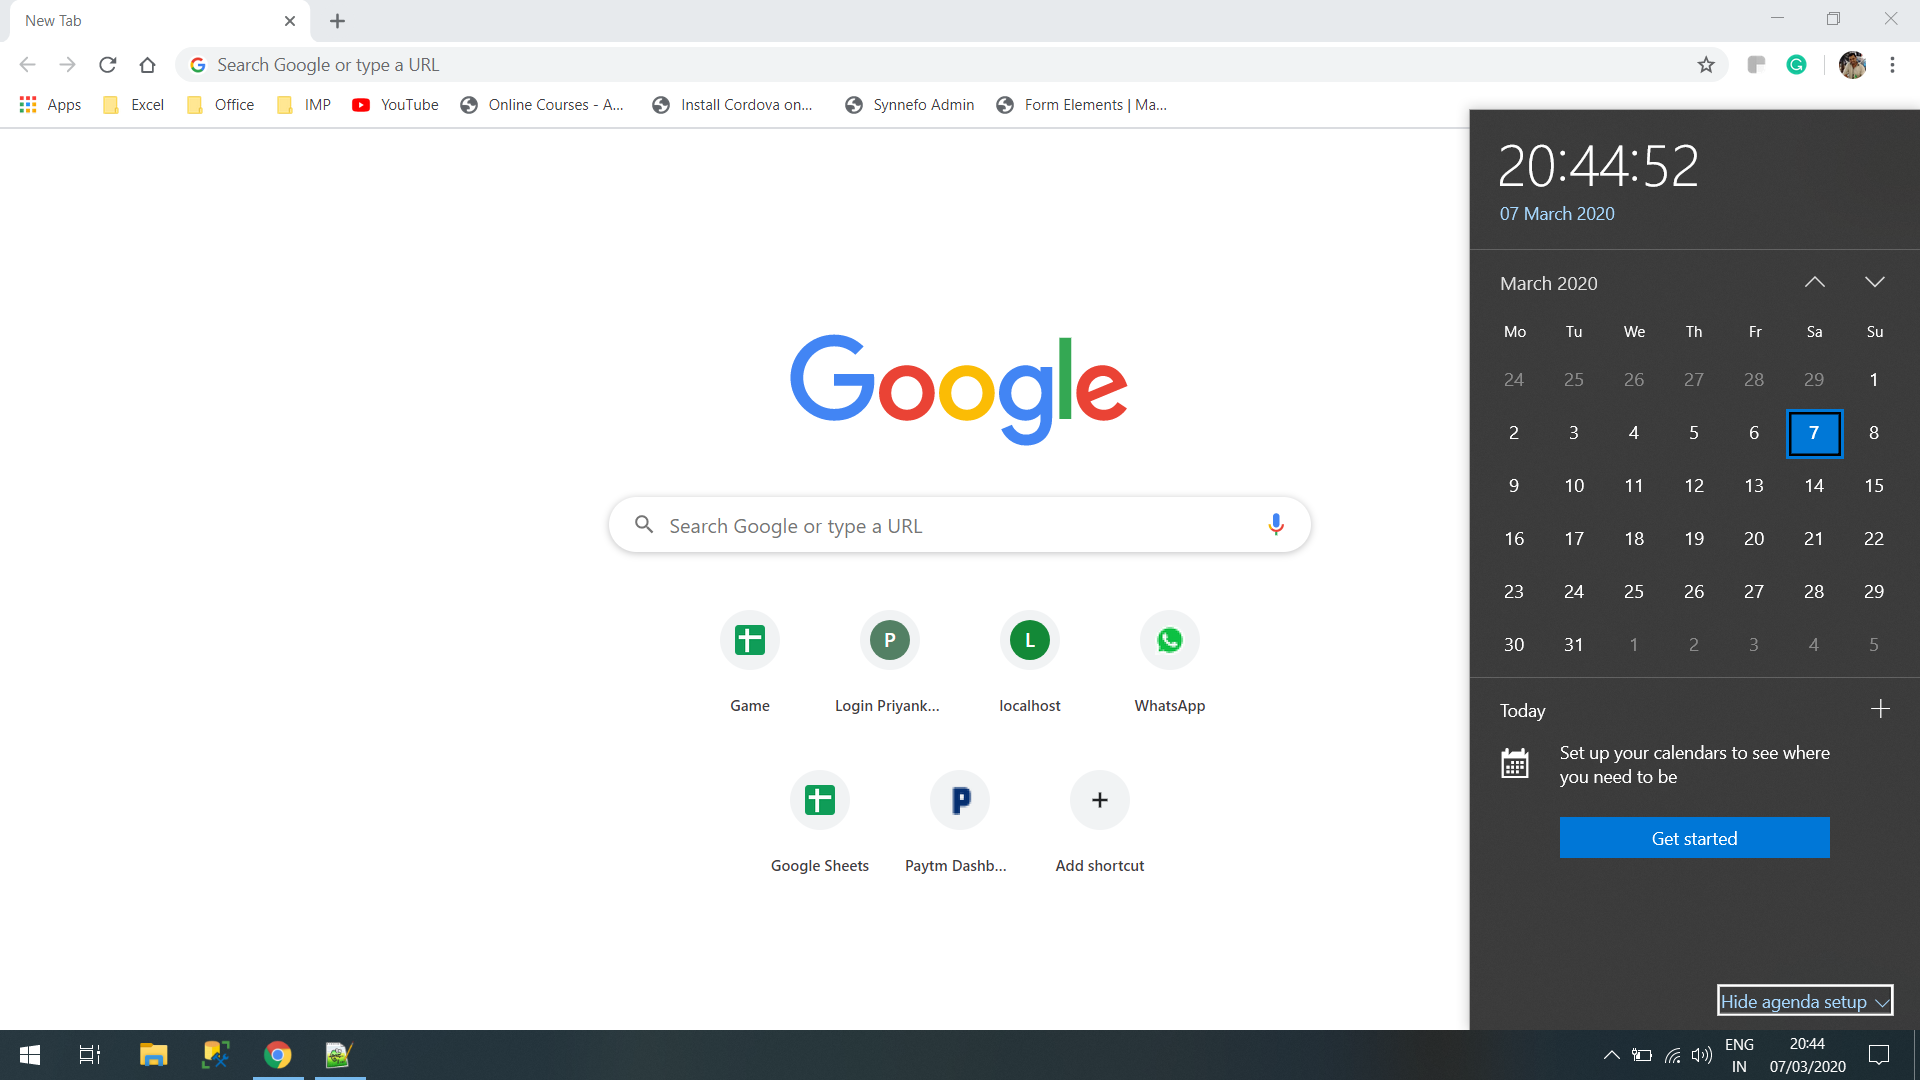 New Tab
Search Google or type a URL
Apps Excel Office IMP YouTube Online Courses - A... Install Cordova on... Synnefo Admin Form Elements | Ma...
Google
Search Google or type a URL
P L
Game Login Priyank... localhost WhatsApp
P
Google Sheets Paytm Dashb... Add shortcut
20:44:52
07 March 2020
March 2020
Mo Tu We Th Fr Sa Su
24 25 26 27 28 29 1
2 3 4 5 6 7 8
9 10 11 12 13 14 15
16 17 18 19 20 21 22
23 24 25 26 27 28 29
30 31 1 2 3 4 5
Today
Set up your calendars to see where
you need to be
Get started
Hide agenda setup
ENG 20:44
IN 07/03/2020